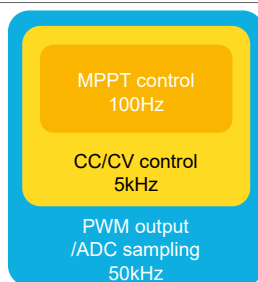 MPPT control
100Hz
CC/CV control
5kHz
PWM output
/ADC sampling
50kHz